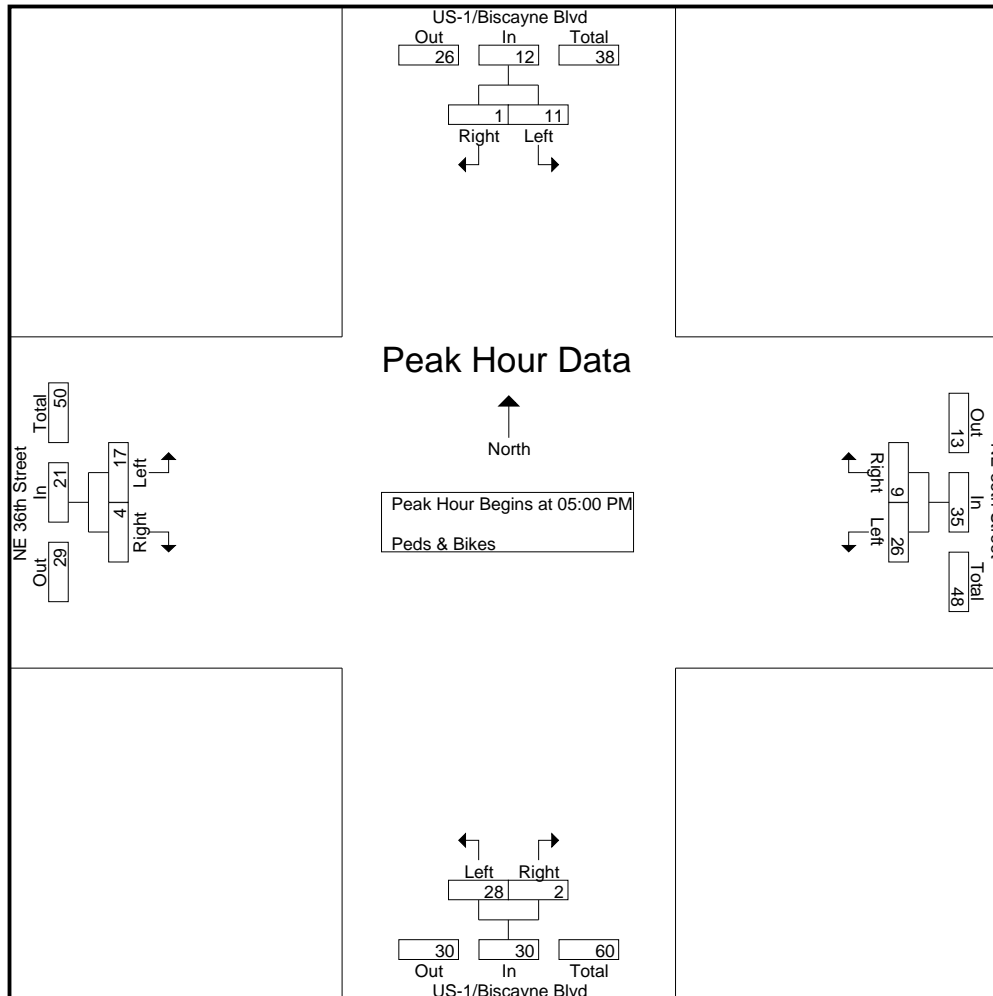 US-1/Biscayne Blvd
Out In Total
26 12 38
1 11
Right Left
Peak Hour Data
North
Peak Hour Begins at 05:00 PM
Peds & Bikes
NE 36th Street
Out In Total
29 21 50
Right Left
4 17
Out In Total
13 35 48
Right Left
9 26
Left Right
28 2
30 30 60
Out In Total
US-1/Biscayne Blvd